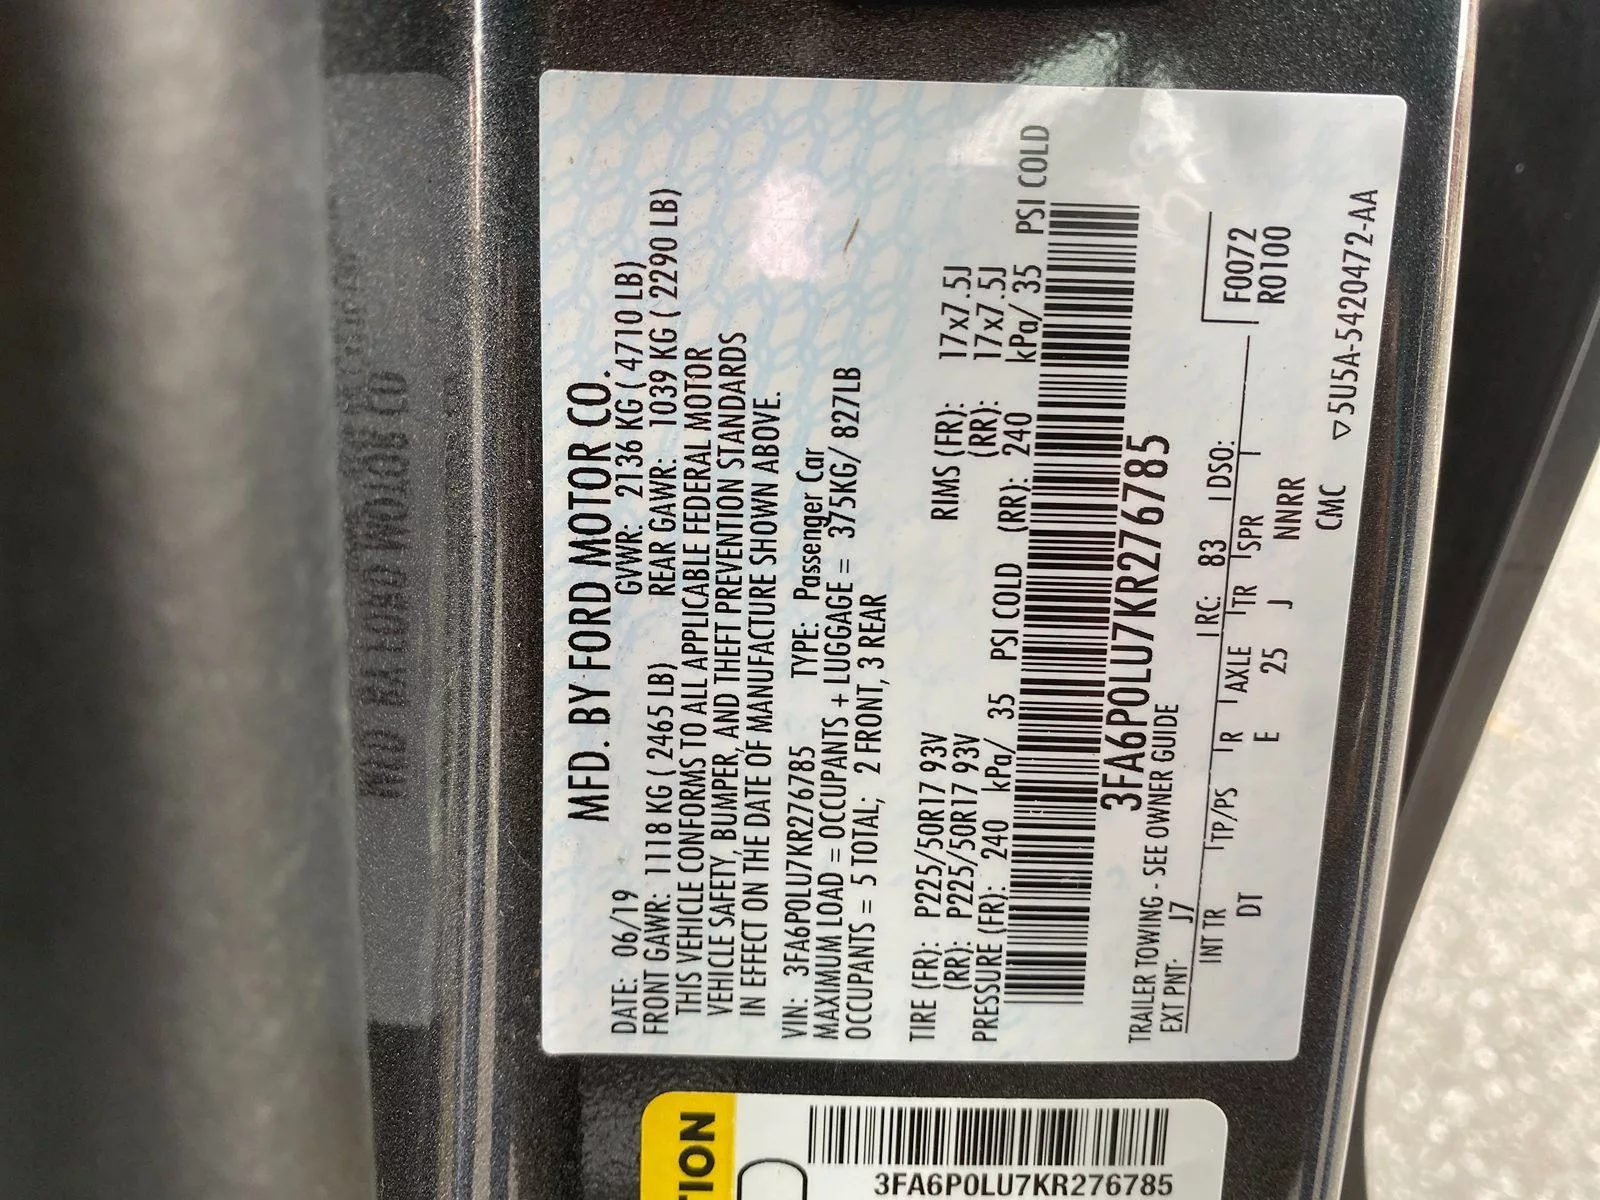 MFD. BY FORD MOTOR CO.
DATE: 06/19 GVWR: 2136 KG ( 4710 LB)
FRONT GAWR: 1118 KG ( 2465 LB) REAR GAWR: 1039 KG ( 2290 LB)
THIS VEHICLE CONFORMS TO ALL APPLICABLE FEDERAL MOTOR
VEHICLE SAFETY, BUMPER, AND THEFT PREVENTION STANDARDS
IN EFFECT ON THE DATE OF MANUFACTURE SHOWN ABOVE.
VIN: 3FA6P0LU7KR276785 TYPE: Passenger Car
MAXIMUM LOAD = OCCUPANTS + LUGGAGE = 375KG/ 827LB
OCCUPANTS = 5 TOTAL; 2 FRONT, 3 REAR
TIRE (FR): P225/50R17 93V RIMS (FR): 17x7.5J
(RR): P225/50R17 93V (RR): 17x7.5J
PRESSURE (FR): 240 kPa/ 35 PSI COLD (RR): 240 kPa/ 35 PSI COLD
3FA6P0LU7KR276785
TRAILER TOWING - SEE OWNER GUIDE
EXT PNT: J7 RC: 83 DSO: F0072
INT TR TP/PS R AXLE TR SPR R0100
DT E 25 J NNRR
CMC ▽5U5A-5420472-AA
TION
3FA6P0LU7KR276785